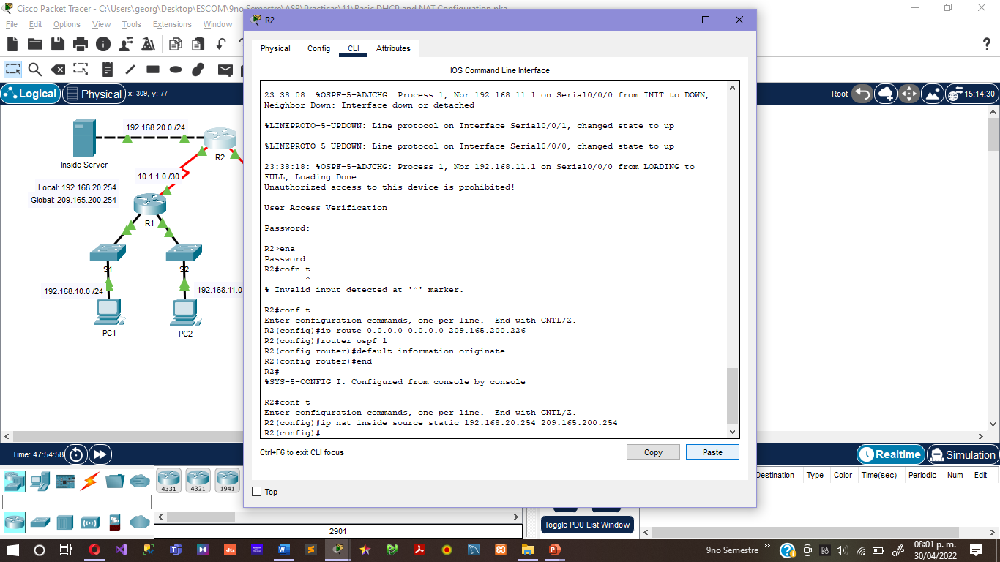 Cisco Packet Tracer - C:\Users\georg\Desktop\ESCOM\9no Semestre\ASR\Practicas\11\Basic DHCP and NAT Configuration.pka
File Edit Options View Tools Extensions Window
R2
Physical Config CLI Attributes
IOS Command Line Interface
Logical Physical x: 309, y: 77
Root 15:14:30
23:38:08: %OSPF-5-ADJCHG: Process 1, Nbr 192.168.11.1 on Serial0/0/0 from INIT to DOWN,
Neighbor Down: Interface down or detached
%LINEPROTO-5-UPDOWN: Line protocol on Interface Serial0/0/1, changed state to up
%LINEPROTO-5-UPDOWN: Line protocol on Interface Serial0/0/0, changed state to up
23:38:18: %OSPF-5-ADJCHG: Process 1, Nbr 192.168.11.1 on Serial0/0/0 from LOADING to
FULL, Loading Done
Unauthorized access to this device is prohibited!
User Access Verification
Password:
R2>ena
Password:
R2#cofn t
^
% Invalid input detected at '^' marker.
R2#conf t
Enter configuration commands, one per line. End with CNTL/Z.
R2(config)#ip route 0.0.0.0 0.0.0.0 209.165.200.226
R2(config)#router ospf 1
R2(config-router)#default-information originate
R2(config-router)#end
R2#
%SYS-5-CONFIG_I: Configured from console by console
R2#conf t
Enter configuration commands, one per line. End with CNTL/Z.
R2(config)#ip nat inside source static 192.168.20.254 209.165.200.254
R2(config)#
Ctrl+F6 to exit CLI focus
Copy
Paste
Top
192.168.20.0 /24
Inside Server
R2
10.1.1.0 /30
Local: 192.168.20.254
Global: 209.165.200.254
R1
S1
S2
192.168.10.0 /24
192.168.11.0
PC1
PC2
Time: 47:54:58
Realtime
Simulation
4331 4321 1941
2901
Destination Type Color Time(sec) Periodic Num Edit
Toggle PDU List Window
9no Semestre
08:01 p. m.
30/04/2022